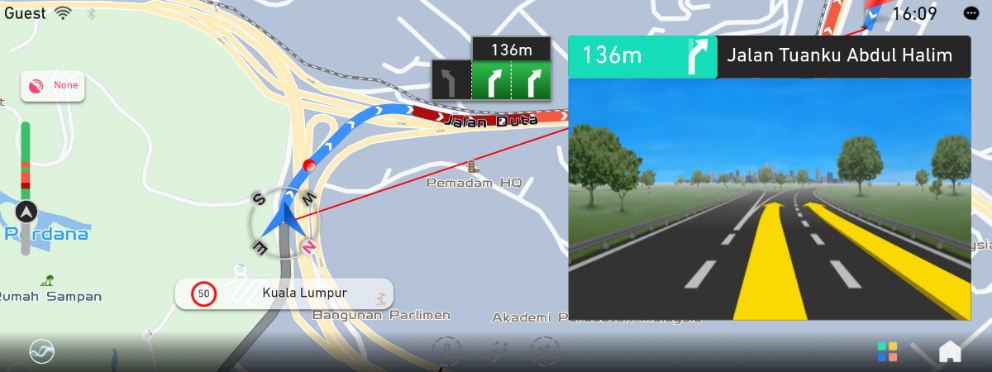 Guest
16:09
136m
136m
Jalan Tuanku Abdul Halim
None
Jalan Duta
Pemadam HQ
S
W
E
N
Perdana
Rumah Sampan
50
Kuala Lumpur
Bangunan Parlimen
Akademi